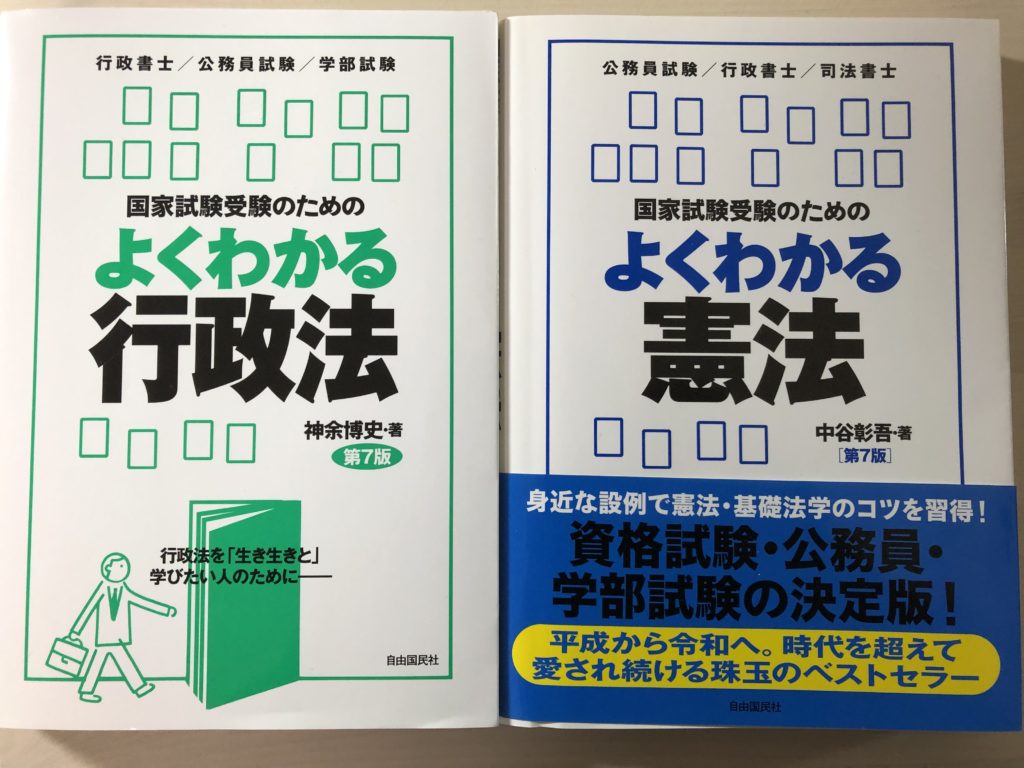 行政書士／公務員試験／学部試験
国家試験受験のための
よくわかる
行政法
神余博史・著
第7版
行政法を「生き生きと」
学びたい人のために――
自由国民社
公務員試験／行政書士／司法書士
国家試験受験のための
よくわかる
憲法
中谷彰吾・著
［第7版］
身近な設例で憲法・基礎法学のコツを習得！
資格試験・公務員・
学部試験の決定版！
平成から令和へ。時代を超えて
愛され続ける珠玉のベストセラー
自由国民社